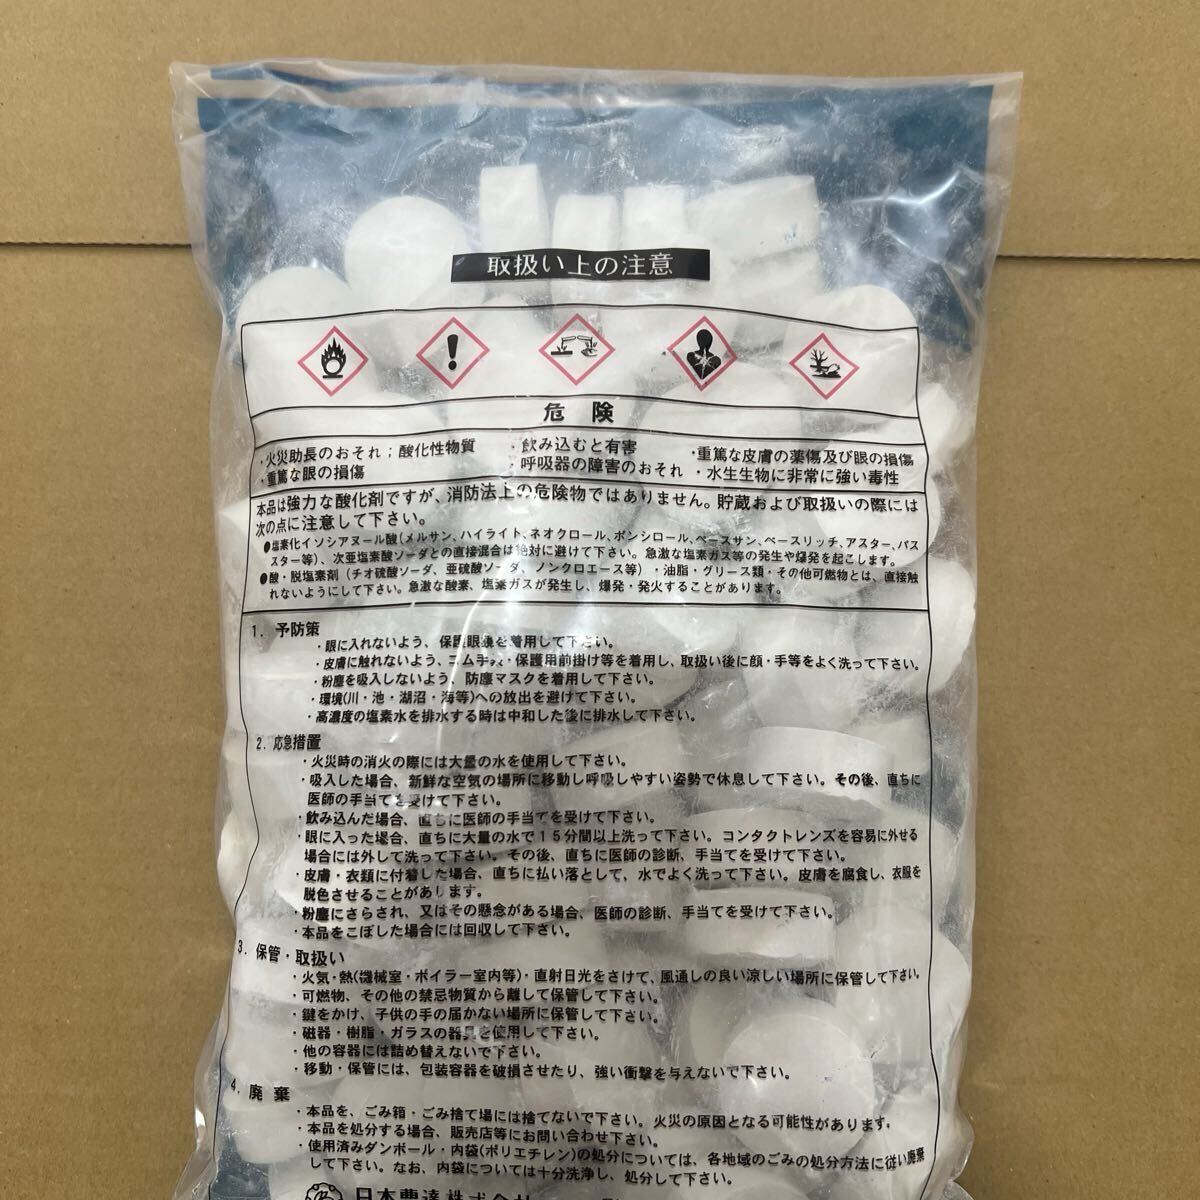 取扱い上の注意
危険
・火災助長のおそれ；酸化性物質 ・飲み込むと有害 ・重篤な皮膚の薬傷及び眼の損傷
・重篤な眼の損傷 ・呼吸器の障害のおそれ ・水生生物に非常に強い毒性
本品は強力な酸化剤ですが、消防法上の危険物ではありません。貯蔵および取扱いの際には
次の点に注意して下さい。
●塩素化イソシアヌール酸（メルサン、ハイライト、ネオクロール、ポンシロール、ペースサン、ペースリッチ、アスター、バス
スター等）、次亜塩素酸ソーダとの直接混合は絶対に避けて下さい。急激な塩素ガス等の発生や爆発を起こします。
●酸・脱塩素剤（チオ硫酸ソーダ、亜硫酸ソーダ、ノンクロエース等）・油脂・グリース類・その他可燃物とは、直接触
れないようにして下さい。急激な酸素、塩素ガスが発生し、爆発・発火することがあります。
1．予防策
・眼に入れないよう、保護眼鏡を着用して下さい。
・皮膚に触れないよう、ゴム手袋・保護用前掛け等を着用し、取扱い後に顔・手等をよく洗って下さい。
・粉塵を吸入しないよう、防塵マスクを着用して下さい。
・環境(川・池・湖沼・海等)への放出を避けて下さい。
・高濃度の塩素水を排水する時は中和した後に排水して下さい。
2．応急措置
・火災時の消火の際には大量の水を使用して下さい。
・吸入した場合、新鮮な空気の場所に移動し呼吸しやすい姿勢で休息して下さい。その後、直ちに
医師の手当てを受けて下さい。
・飲み込んだ場合、直ちに医師の手当てを受けて下さい。
・眼に入った場合、直ちに大量の水で１５分間以上洗って下さい。コンタクトレンズを容易に外せる
場合には外して洗って下さい。その後、直ちに医師の診断、手当てを受けて下さい。
・皮膚・衣類に付着した場合、直ちに払い落として、水でよく洗って下さい。皮膚を腐食し、衣服を
脱色させることがあります。
・粉塵にさらされ、又はその懸念がある場合、医師の診断、手当てを受けて下さい。
・本品をこぼした場合には回収して下さい。
3．保管・取扱い
・火気・熱(機械室・ボイラー室内等)・直射日光をさけて、風通しの良い涼しい場所に保管して下さい。
・可燃物、その他の禁忌物質から離して保管して下さい。
・鍵をかけ、子供の手の届かない場所に保管して下さい。
・磁器・樹脂・ガラスの器具を使用して下さい。
・他の容器には詰め替えないで下さい。
・移動・保管には、包装容器を破損させたり、強い衝撃を与えないで下さい。
4．廃棄
・本品を、ごみ箱・ごみ捨て場には捨てないで下さい。火災の原因となる可能性があります。
・本品を処分する場合、販売店等にお問い合わせ下さい。
・使用済みダンボール・内袋(ポリエチレン)の処分については、各地域のごみの処分方法に従い廃棄
して下さい。なお、内袋については十分洗浄し、処分して下さい。
日本曹達株式会社